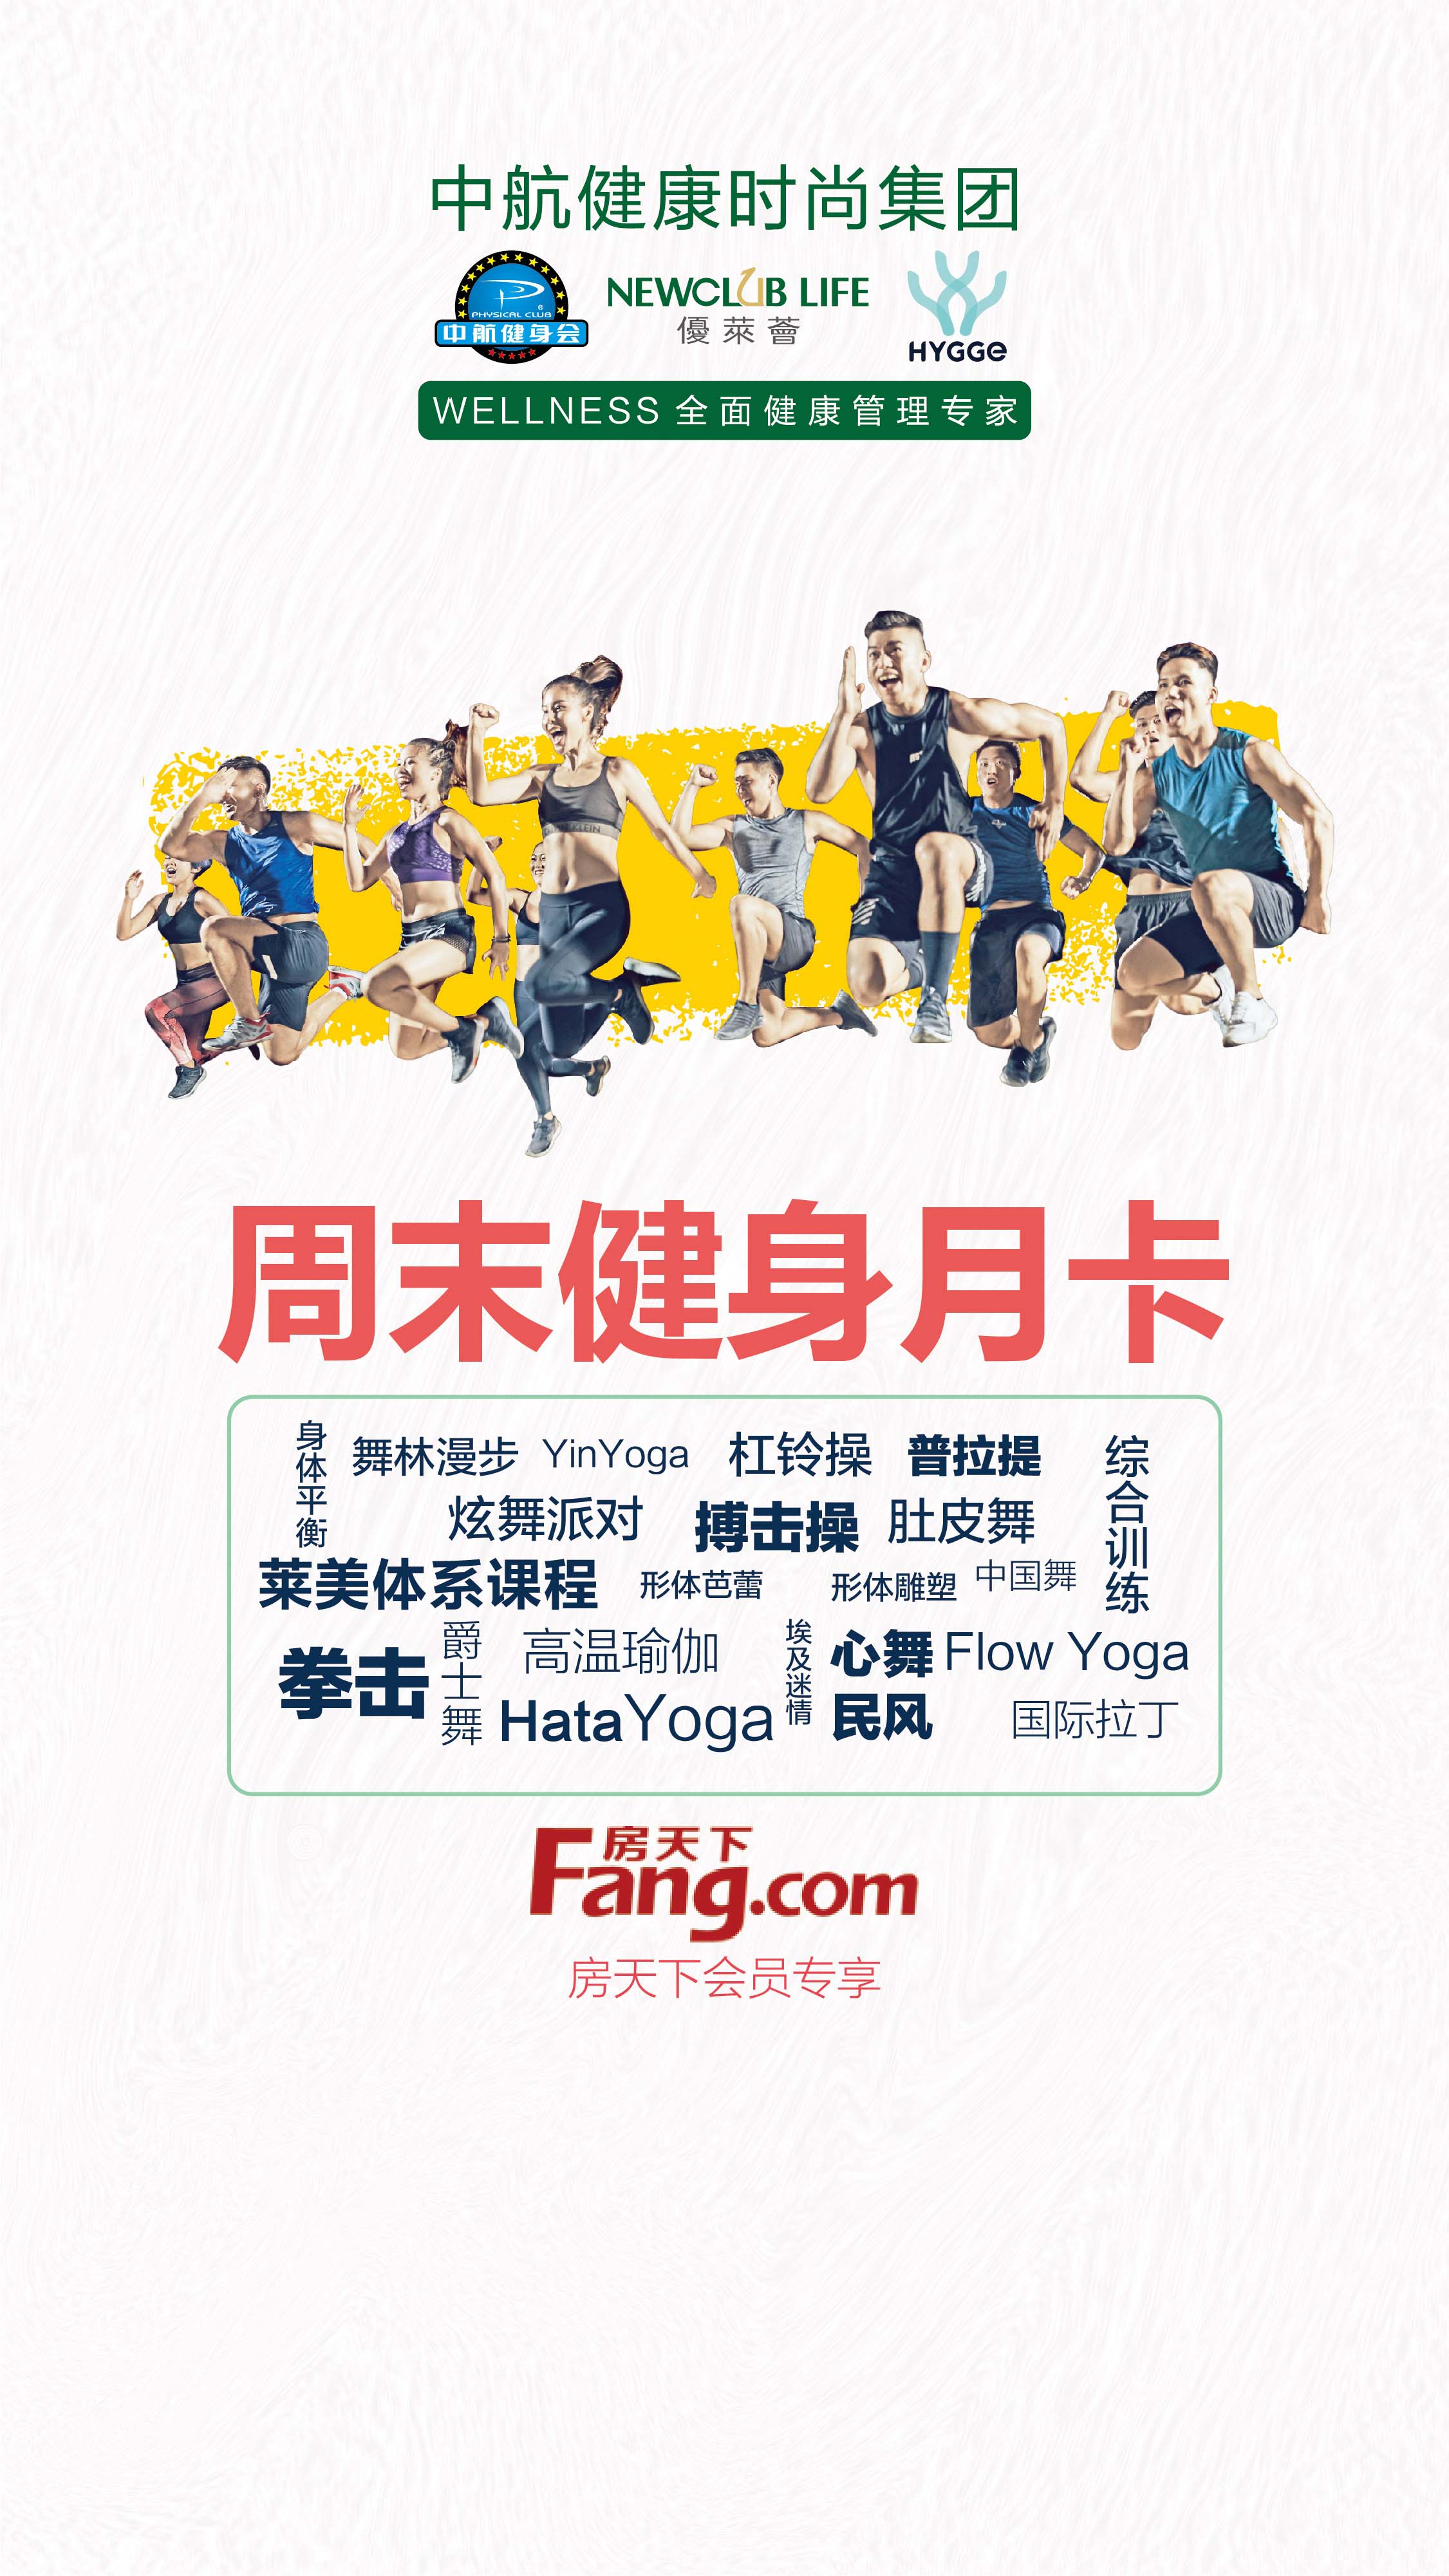 中航健康时尚集团
PHYSICAL CLUB
中航健身会
NEWCLUB LIFE
優萊薈
HYGGe
WELLNESS 全面健康管理专家
周末健身月卡
身体平衡
舞林漫步 YinYoga 杠铃操 普拉提
综合训练
炫舞派对 搏击操 肚皮舞
莱美体系课程 形体芭蕾 形体雕塑 中国舞
拳击
爵士舞
高温瑜伽
HataYoga
埃及迷情
心舞 Flow Yoga
民风 国际拉丁
房天下
Fang.com
房天下会员专享